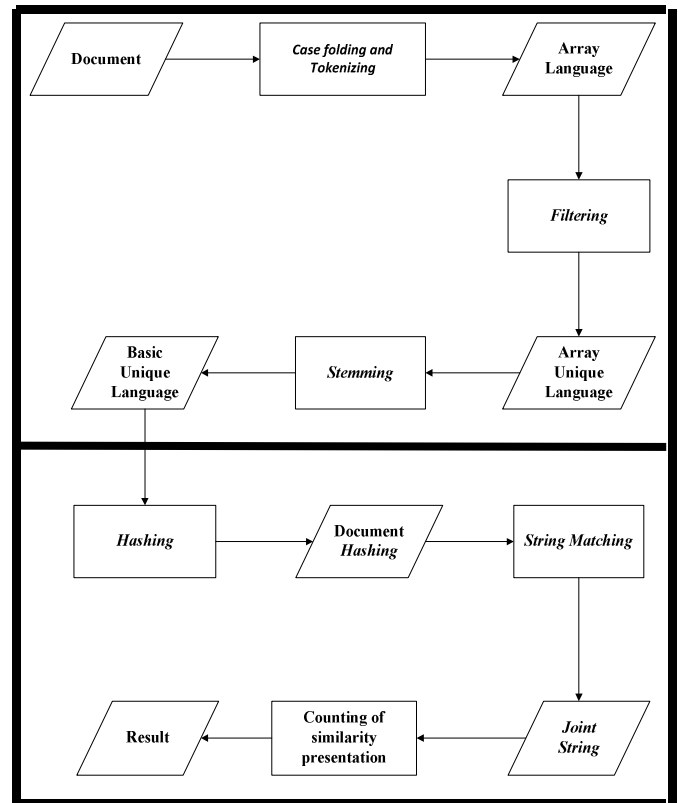 Document
Case folding and
Tokenizing
Array
Language
Filtering
Array
Unique
Language
Stemming
Basic
Unique
Language
Hashing
Document
Hashing
String Matching
Joint
String
Counting of
similarity
presentation
Result